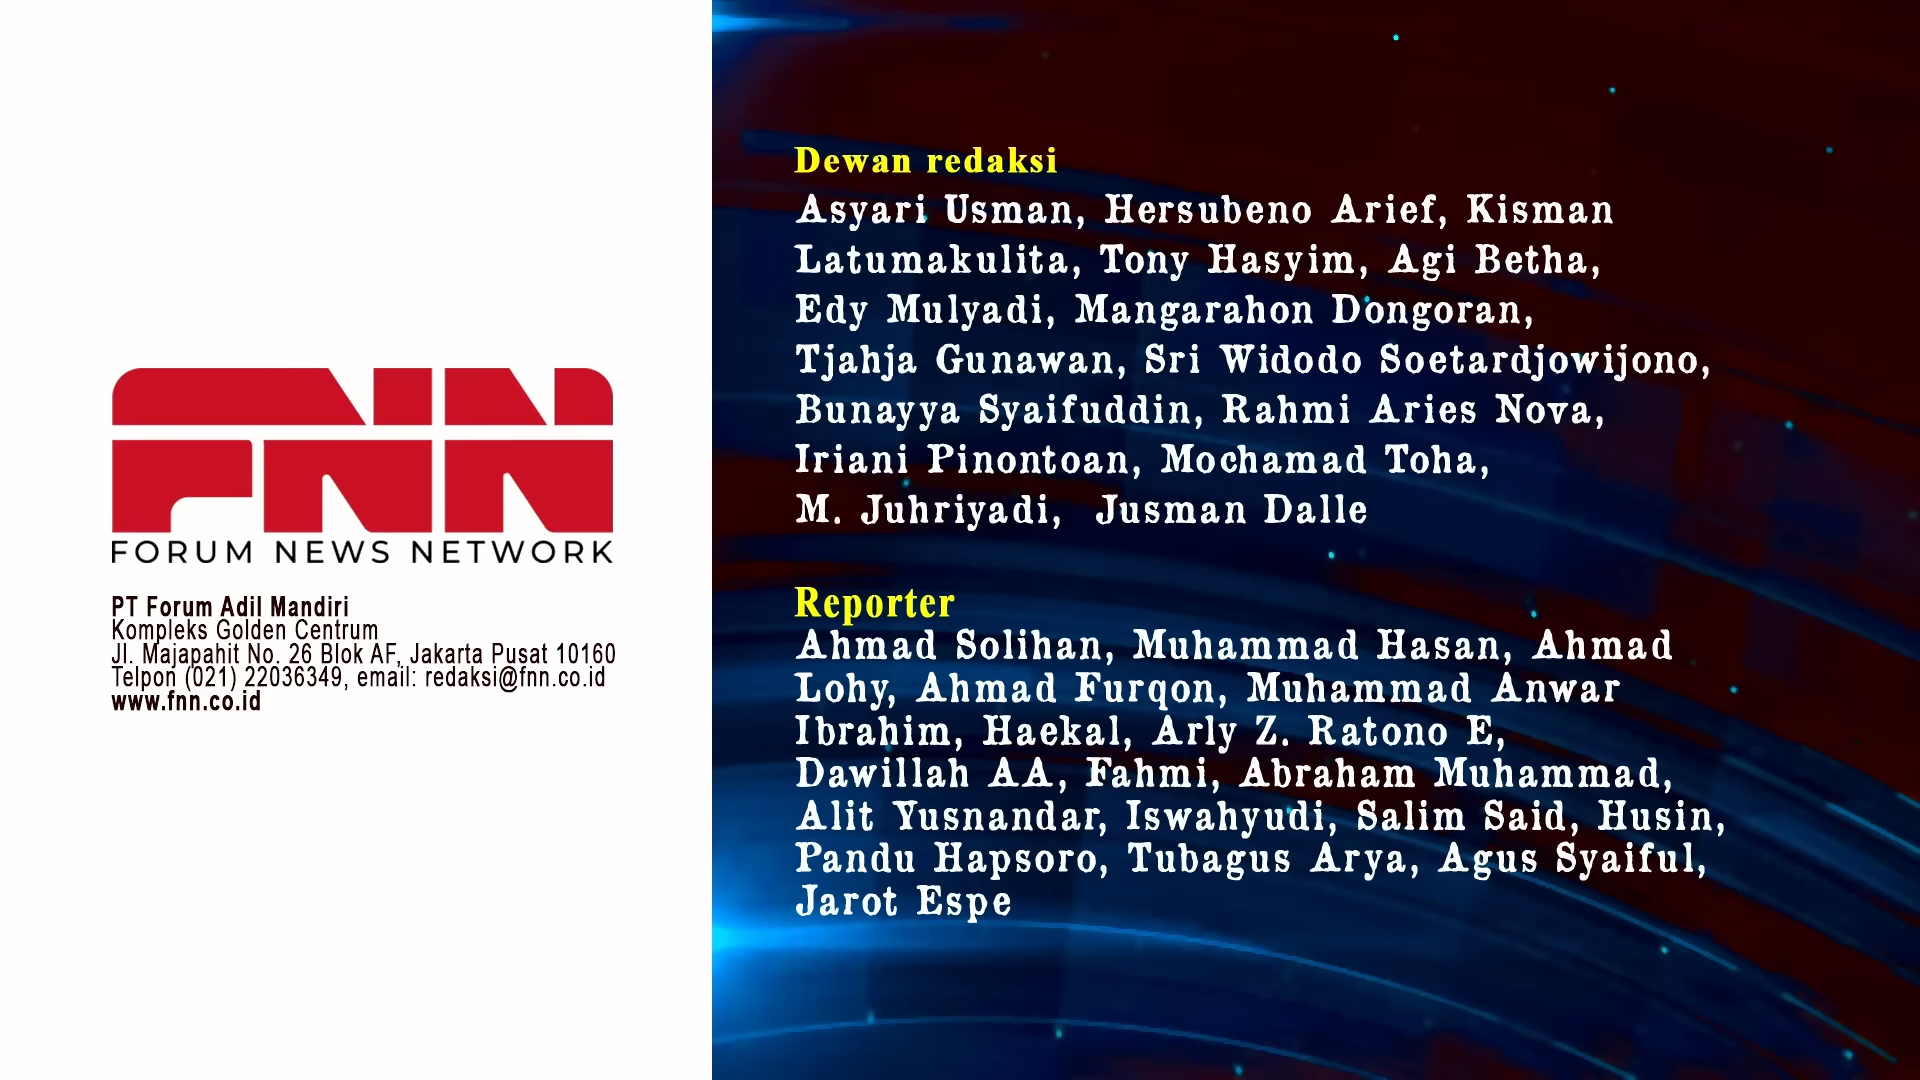 FNN
FORUM NEWS NETWORK
PT Forum Adil Mandiri
Kompleks Golden Centrum
Jl. Majapahit No. 26 Blok AF, Jakarta Pusat 10160
Telpon (021) 22036349, email: redaksi@fnn.co.id
www.fnn.co.id
Dewan redaksi
Asyari Usman, Hersubeno Arief, Kisman
Latumakulita, Tony Hasyim, Agi Betha,
Edy Mulyadi, Mangarahon Dongoran,
Tjahja Gunawan, Sri Widodo Soetardjowijono,
Bunayya Syaifuddin, Rahmi Aries Nova,
Iriani Pinontoan, Mochamad Toha,
M. Juhriyadi,  Jusman Dalle
Reporter
Ahmad Solihan, Muhammad Hasan, Ahmad
Lohy, Ahmad Furqon, Muhammad Anwar
Ibrahim, Haekal, Arly Z. Ratono E,
Dawillah AA, Fahmi, Abraham Muhammad,
Alit Yusnandar, Iswahyudi, Salim Said, Husin,
Pandu Hapsoro, Tubagus Arya, Agus Syaiful,
Jarot Espe